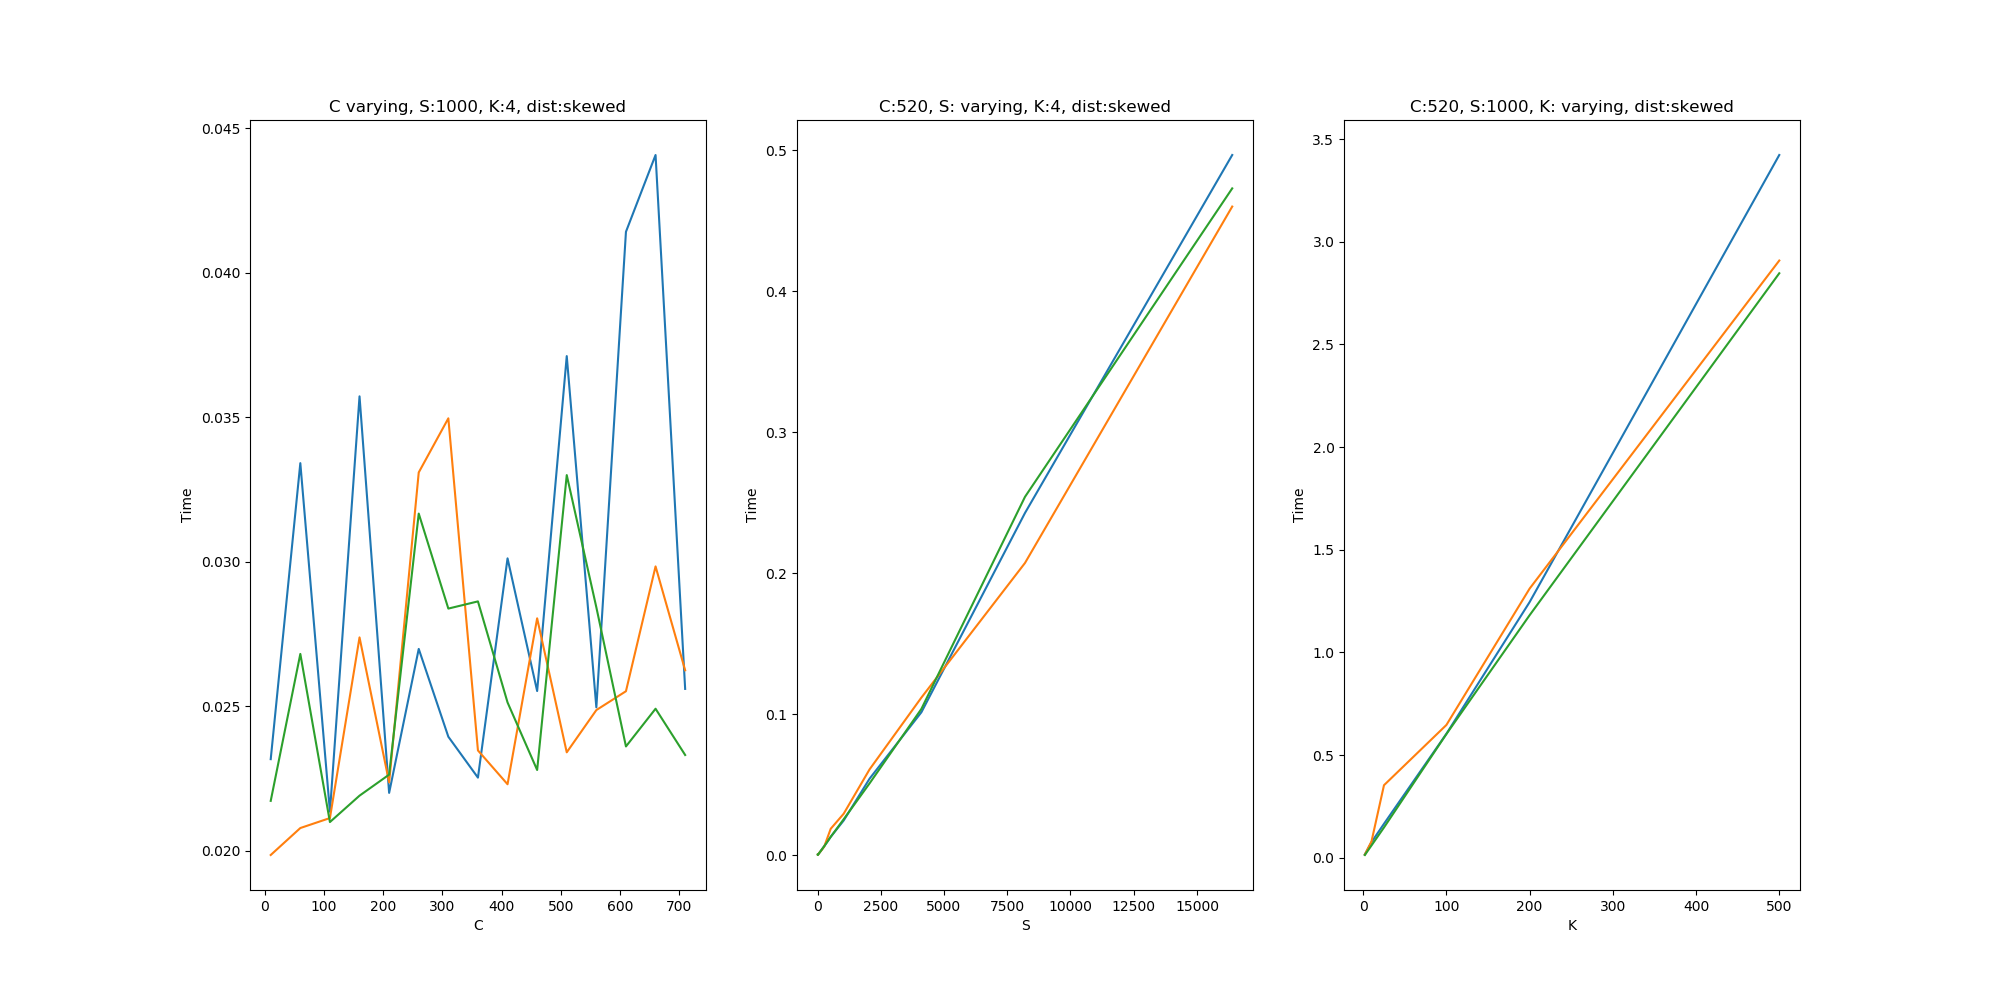 C varying, S:1000, K:4, dist:skewed
0.045
0.040
0.035
0.030
0.025
0.020
Time
0 100 200 300 400 500 600 700
C
C:520, S: varying, K:4, dist:skewed
0.5
0.4
0.3
0.2
0.1
0.0
Time
0 2500 5000 7500 10000 12500 15000
S
C:520, S:1000, K: varying, dist:skewed
3.5
3.0
2.5
2.0
1.5
1.0
0.5
0.0
Time
0 100 200 300 400 500
K